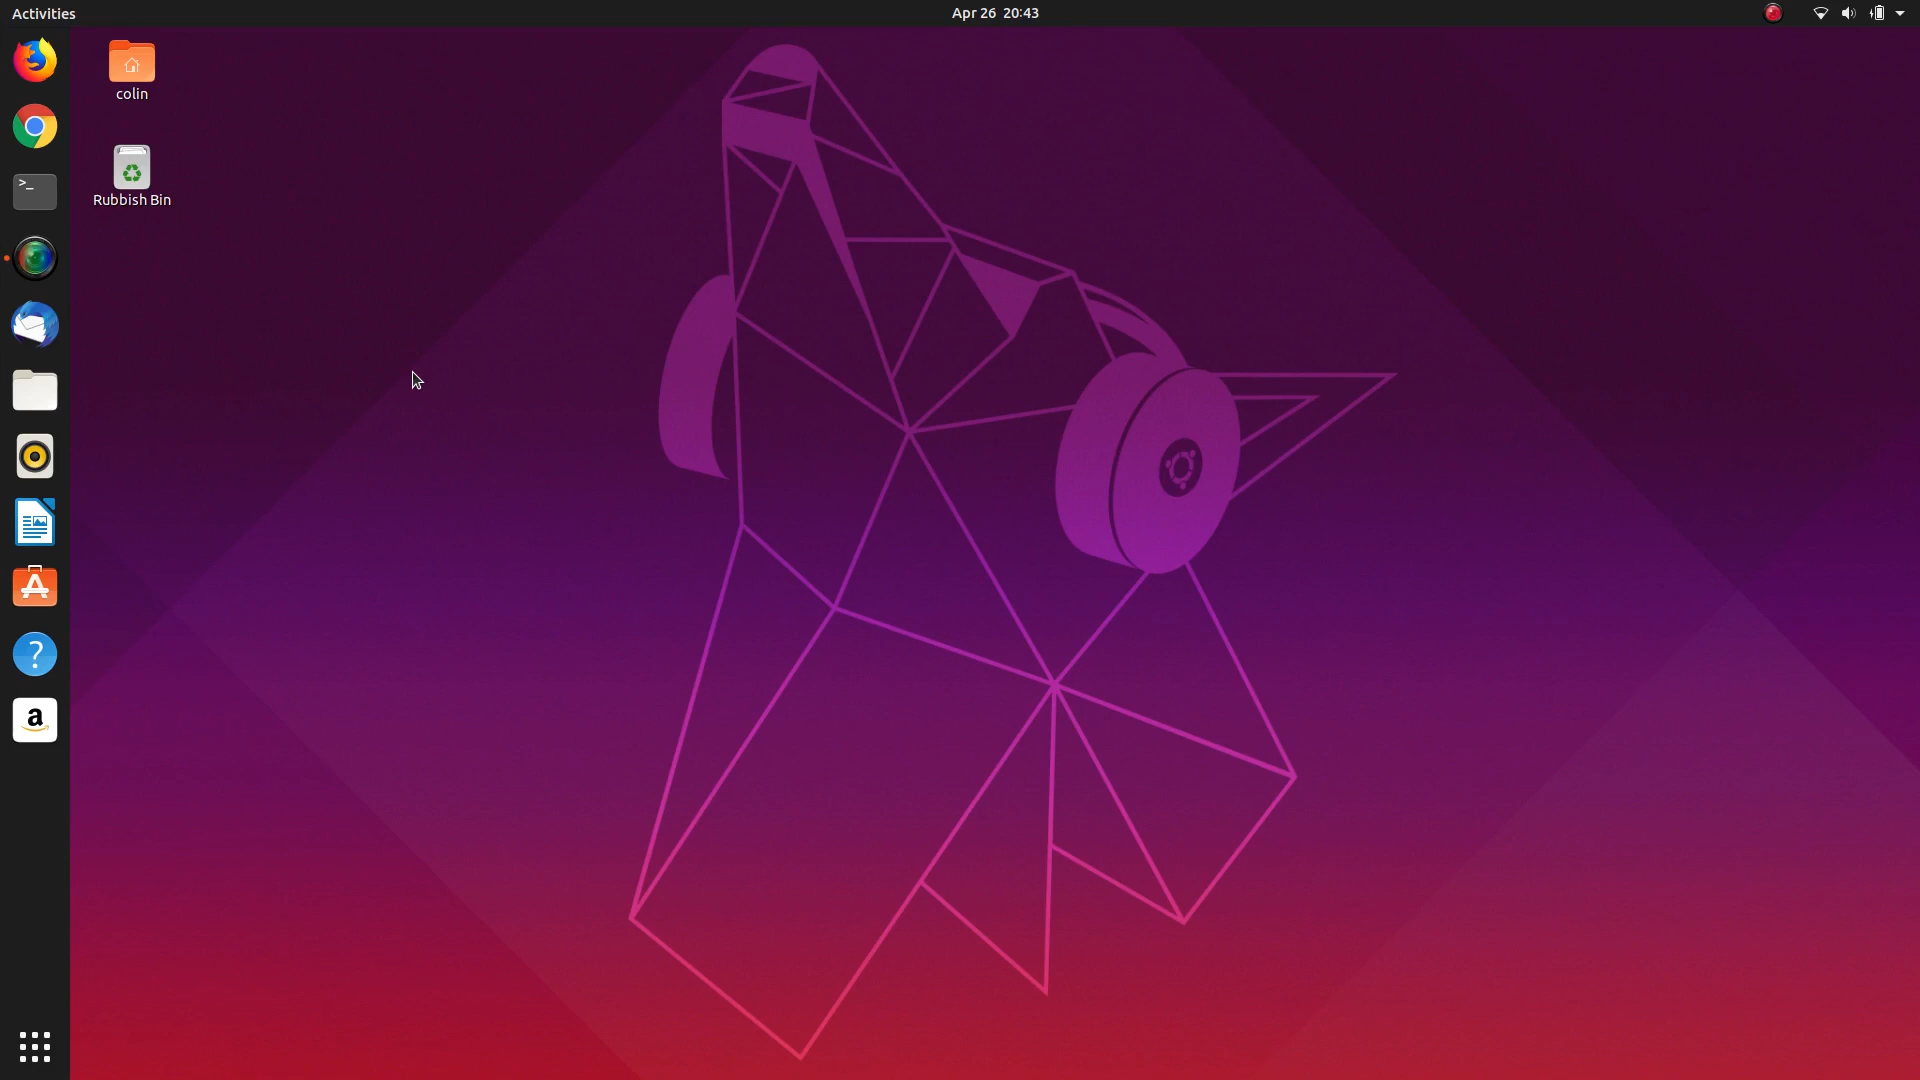 Activities
Apr 26 20:43
colin
>_
Rubbish Bin
A
?
a